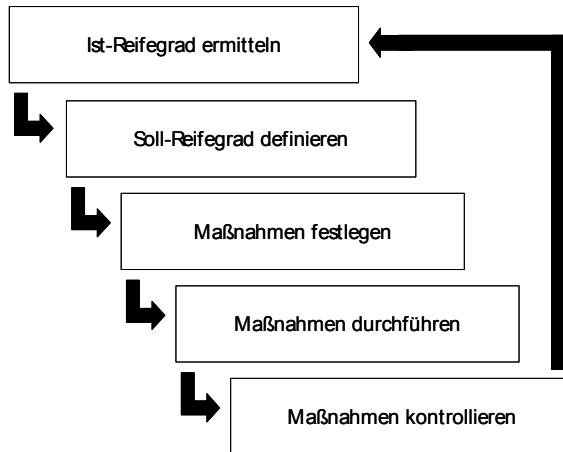 Ist-Reifegrad ermitteln
Soll-Reifegrad definieren
Maßnahmen festlegen
Maßnahmen durchführen
Maßnahmen kontrollieren